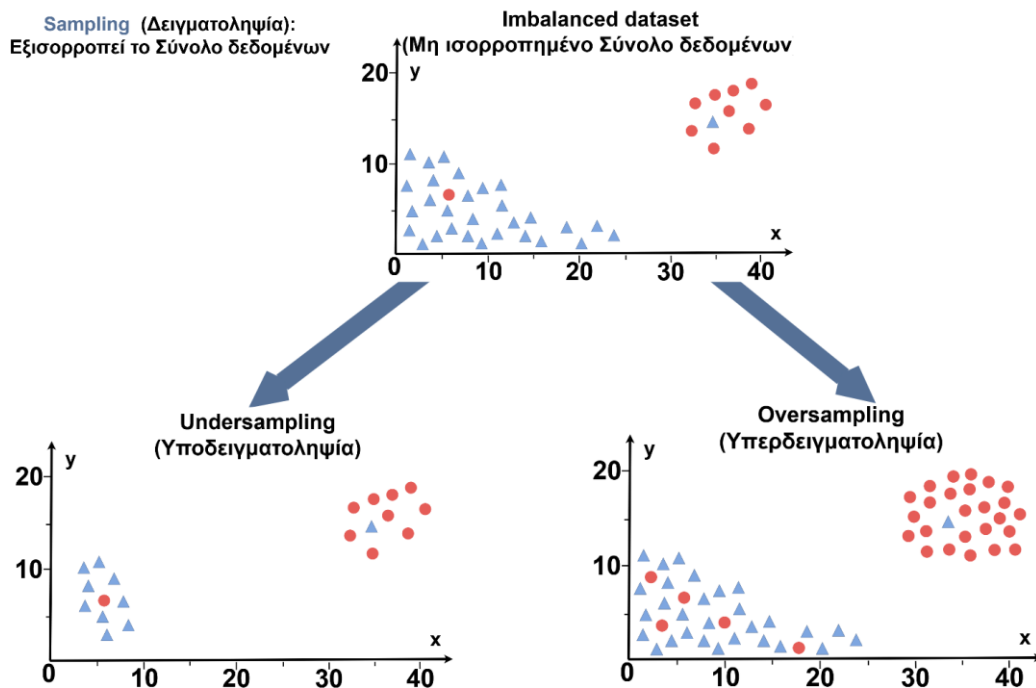 Sampling (Δειγματοληψία):
Εξισορροπεί το Σύνολο δεδομένων
Imbalanced dataset
(Μη ισορροπημένο Σύνολο δεδομένων
y
20
10
x
0
10
20
30
40
Undersampling
(Υποδειγματοληψία)
y
20
10
x
0
10
20
30
40
Oversampling
(Υπερδειγματοληψία)
y
20
10
x
0
10
20
30
40